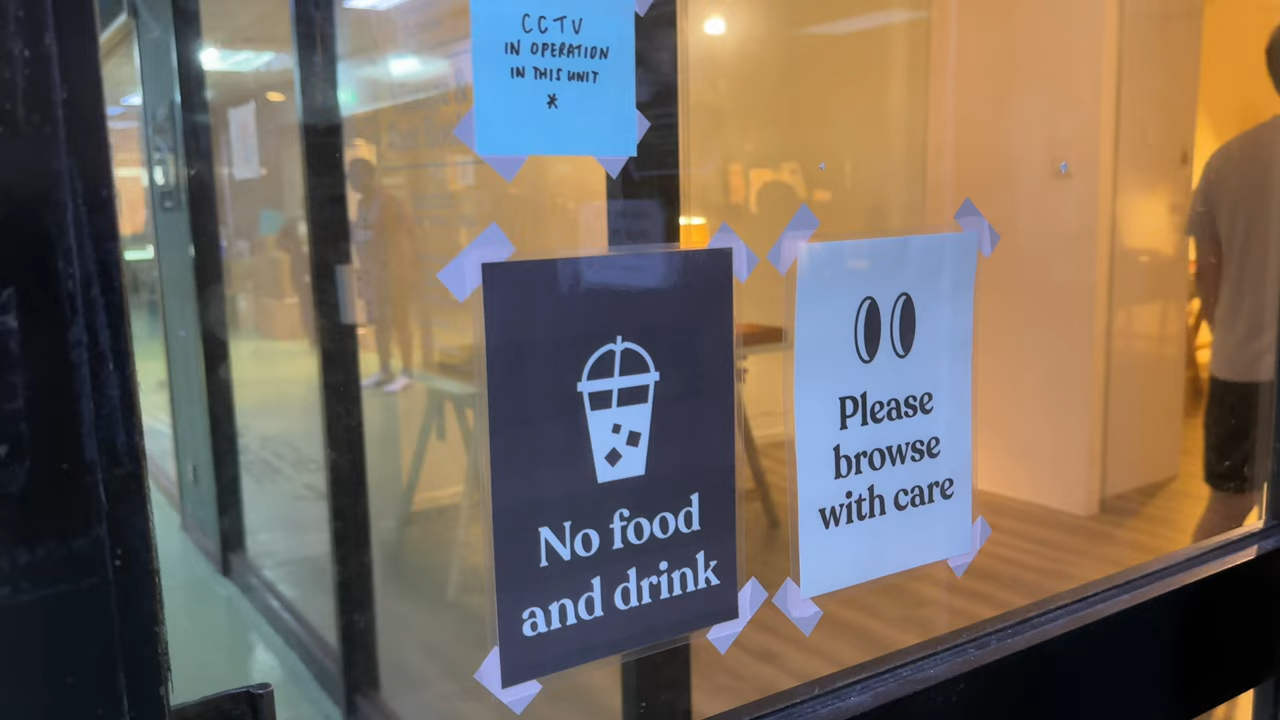 CCTV
IN OPERATION
IN THIS UNIT
*
No food
and drink
Please
browse
with care